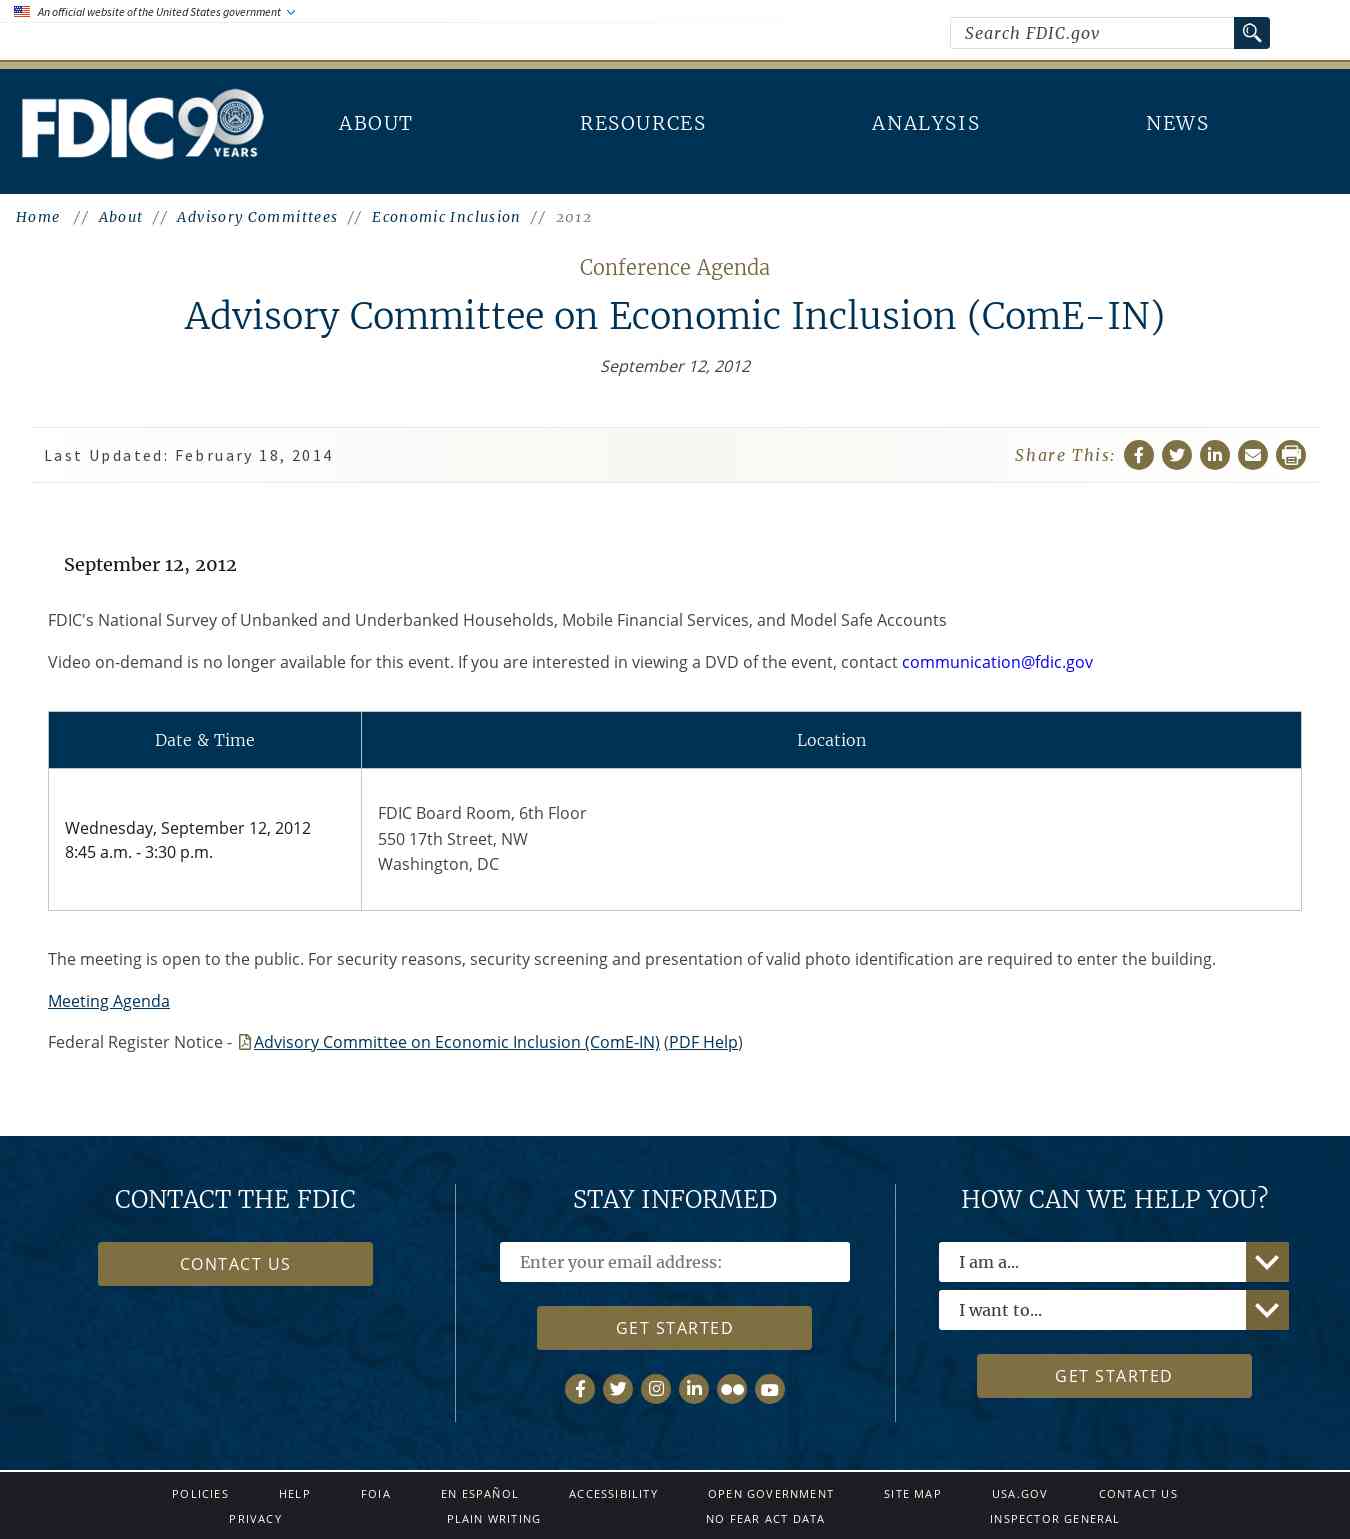 An official website of the United States government
Search FDIC.gov
FDIC 90 YEARS
ABOUT
RESOURCES
ANALYSIS
NEWS
Home // About // Advisory Committees // Economic Inclusion // 2012
Conference Agenda
Advisory Committee on Economic Inclusion (ComE-IN)
September 12, 2012
Last Updated: February 18, 2014
Share This:
September 12, 2012
FDIC's National Survey of Unbanked and Underbanked Households, Mobile Financial Services, and Model Safe Accounts
Video on-demand is no longer available for this event. If you are interested in viewing a DVD of the event, contact communication@fdic.gov
Date & Time
Location
Wednesday, September 12, 2012
8:45 a.m. - 3:30 p.m.
FDIC Board Room, 6th Floor
550 17th Street, NW
Washington, DC
The meeting is open to the public. For security reasons, security screening and presentation of valid photo identification are required to enter the building.
Meeting Agenda
Federal Register Notice - Advisory Committee on Economic Inclusion (ComE-IN) (PDF Help)
CONTACT THE FDIC
CONTACT US
STAY INFORMED
Enter your email address:
GET STARTED
HOW CAN WE HELP YOU?
I am a...
I want to...
GET STARTED
POLICIES HELP FOIA EN ESPAÑOL ACCESSIBILITY OPEN GOVERNMENT SITE MAP USA.GOV CONTACT US
PRIVACY PLAIN WRITING NO FEAR ACT DATA INSPECTOR GENERAL